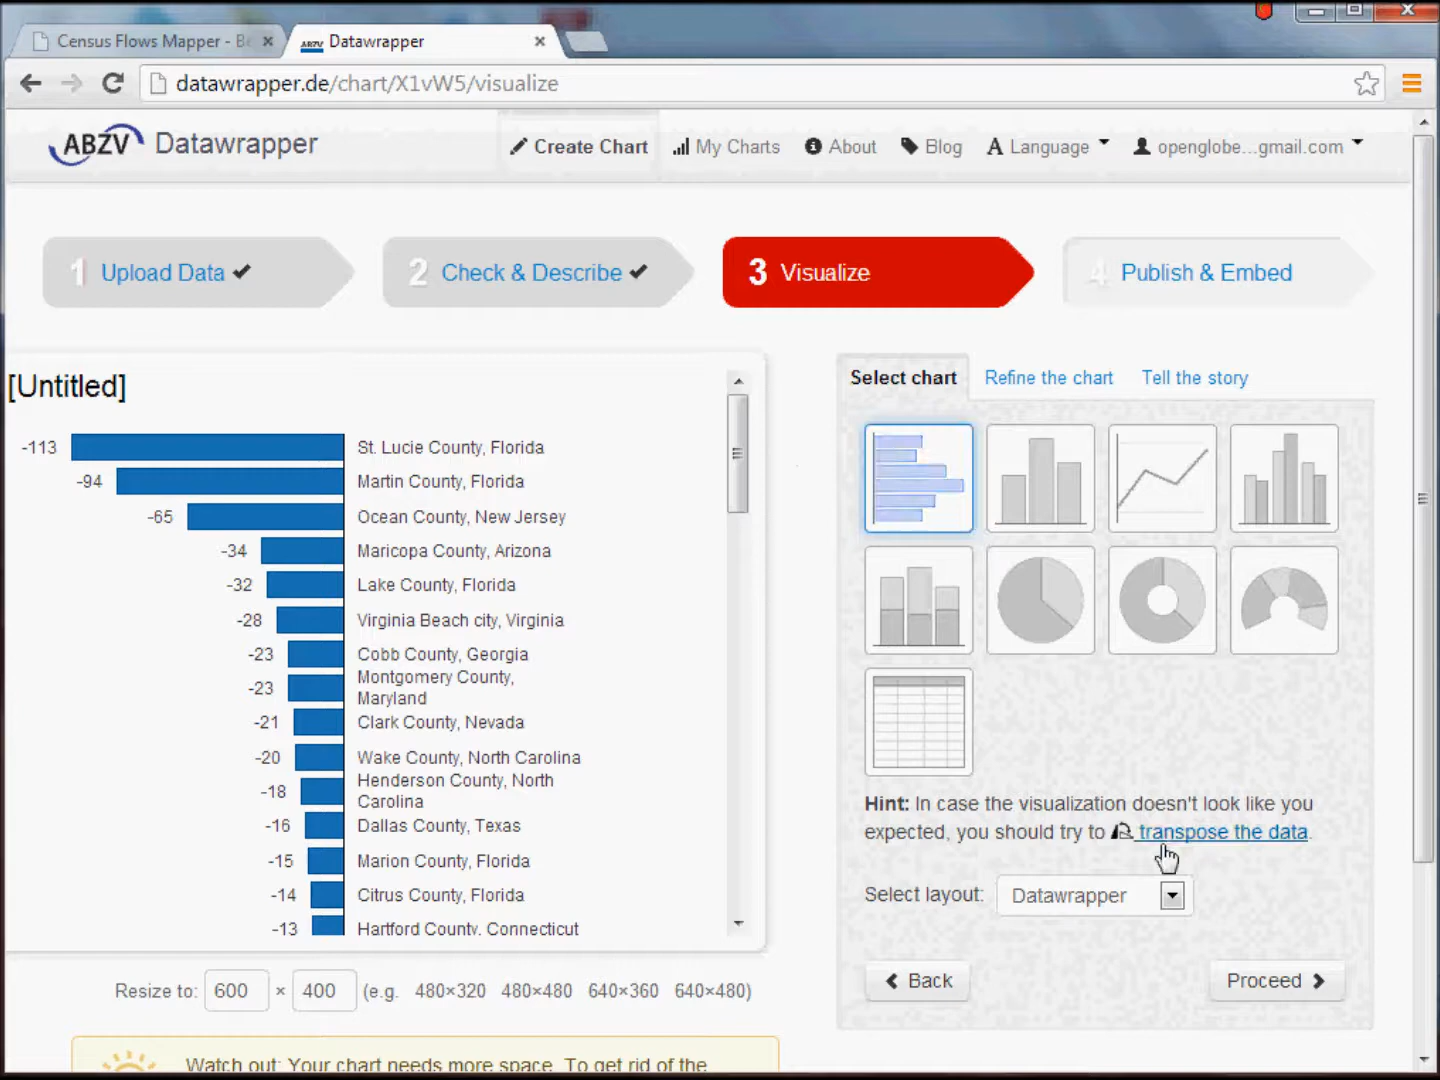 Census Flows Mapper - Be
ABZV Datawrapper
datawrapper.de/chart/X1vW5/visualize
ABZV Datawrapper
Create Chart
My Charts
About
Blog
A Language
openglobe...gmail.com
1 Upload Data
2 Check & Describe
3 Visualize
4 Publish & Embed
[Untitled]
-113 St. Lucie County, Florida
-94 Martin County, Florida
-65 Ocean County, New Jersey
-34 Maricopa County, Arizona
-32 Lake County, Florida
-28 Virginia Beach city, Virginia
-23 Cobb County, Georgia
-23 Montgomery County,
Maryland
-21 Clark County, Nevada
-20 Wake County, North Carolina
-18 Henderson County, North
Carolina
-16 Dallas County, Texas
-15 Marion County, Florida
-14 Citrus County, Florida
-13 Hartford County, Connecticut
Resize to: 600 × 400 (e.g. 480×320 480×480 640×360 640×480)
Watch out: Your chart needs more space. To get rid of the
Select chart
Refine the chart
Tell the story
Hint: In case the visualization doesn't look like you
expected, you should try to transpose the data.
Select layout: Datawrapper
Back
Proceed